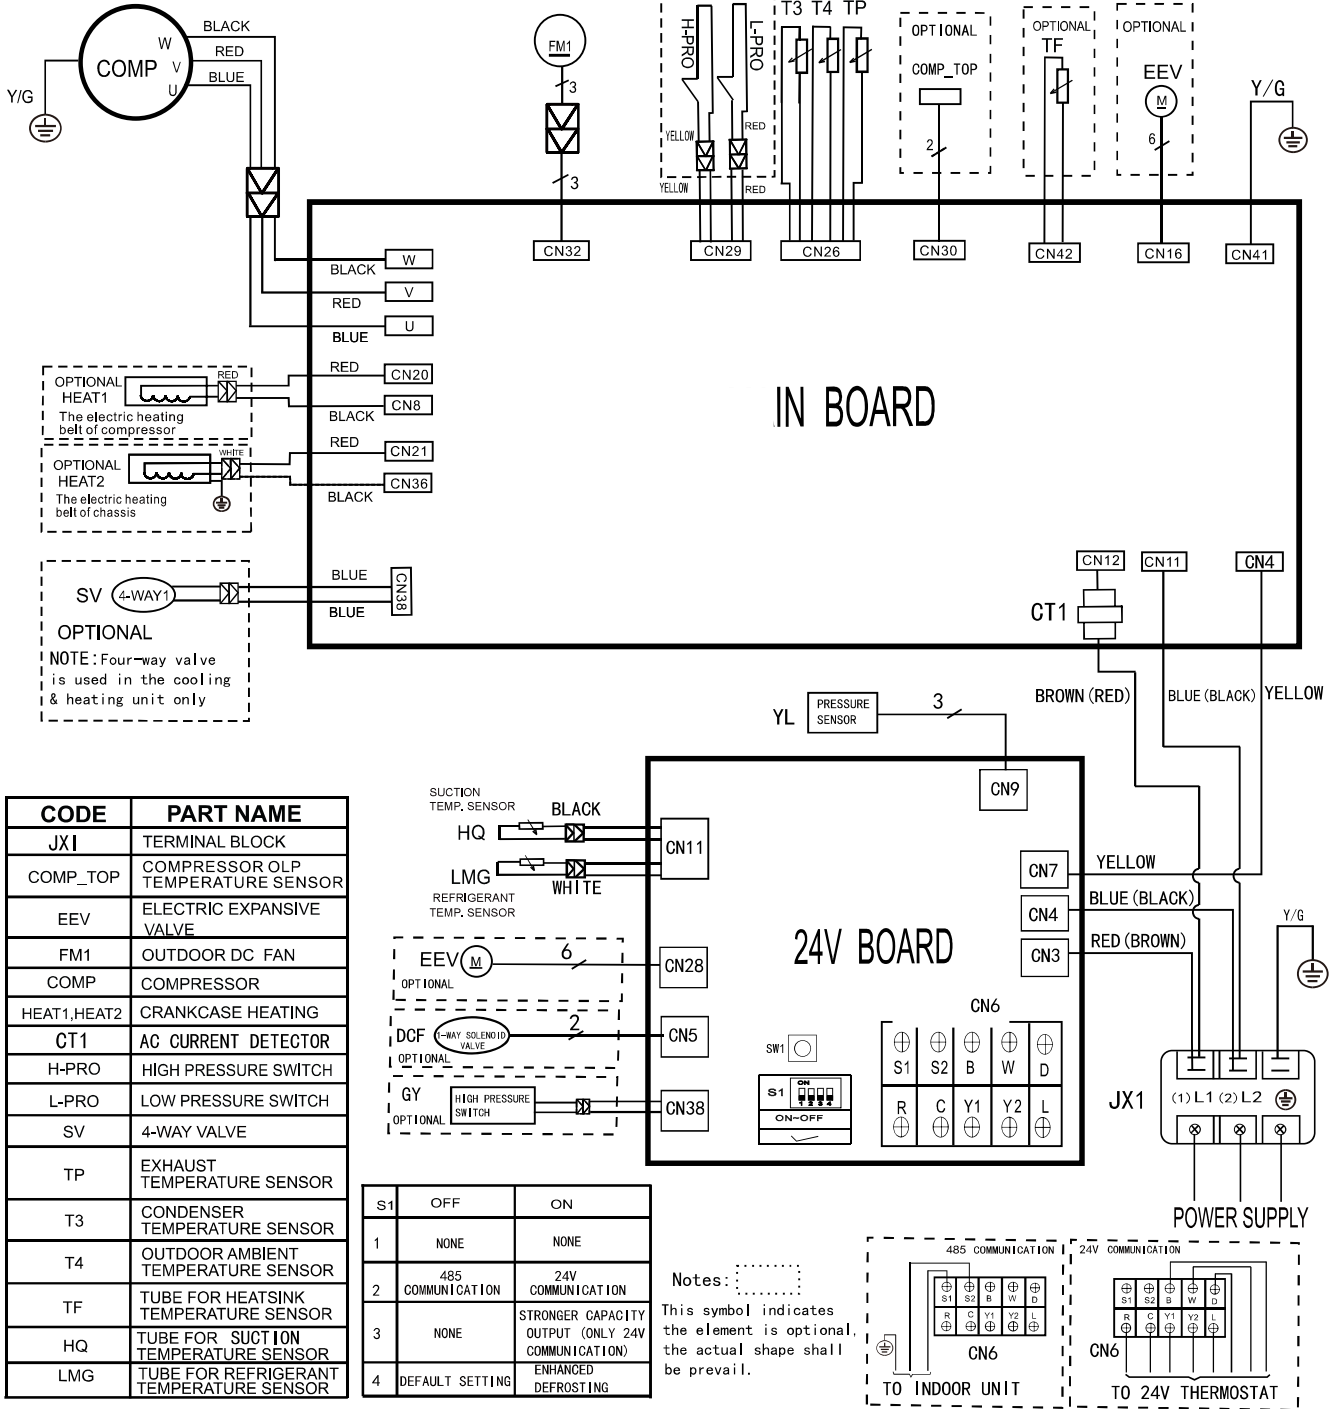 COMP
W
V
U
BLACK
RED
BLUE
Y/G
FM1
3
3
H-PRO
L-PRO
YELLOW
RED
YELLOW
RED
T3 T4 TP
OPTIONAL
COMP_TOP
2
OPTIONAL
TF
OPTIONAL
EEV
M
6
Y/G
CN32
CN29
CN26
CN30
CN42
CN16
CN41
BLACK
W
RED
V
BLUE
U
RED
CN20
BLACK
CN8
RED
CN21
BLACK
CN36
OPTIONAL
HEAT1
RED
The electric heating
belt of compressor
OPTIONAL
HEAT2
WHITE
The electric heating
belt of chassis
IN BOARD
SV
4-WAY1
BLUE
BLUE
CN38
OPTIONAL
NOTE:Four-way valve
is used in the cooling
& heating unit only
CN12
CN11
CN4
CT1
BROWN(RED)
BLUE(BLACK)
YELLOW
YL
PRESSURE
SENSOR
3
CN9
SUCTION
TEMP. SENSOR
HQ
BLACK
CN11
LMG
WHITE
REFRIGERANT
TEMP. SENSOR
EEV
M
6
OPTIONAL
CN28
DCF
1-WAY SOLENOID
VALVE
2
OPTIONAL
CN5
GY
HIGH PRESSURE
SWITCH
OPTIONAL
CN38
24V BOARD
CN7
YELLOW
CN4
BLUE(BLACK)
CN3
RED(BROWN)
Y/G
CN6
S1 S2 B W D
R C Y1 Y2 L
SW1
S1
ON
1 2 3 4
ON-OFF
JX1
(1)L1 (2)L2
POWER SUPPLY
CODE PART NAME
JX1 TERMINAL BLOCK
COMP_TOP COMPRESSOR OLP
TEMPERATURE SENSOR
EEV ELECTRIC EXPANSIVE
VALVE
FM1 OUTDOOR DC FAN
COMP COMPRESSOR
HEAT1,HEAT2 CRANKCASE HEATING
CT1 AC CURRENT DETECTOR
H-PRO HIGH PRESSURE SWITCH
L-PRO LOW PRESSURE SWITCH
SV 4-WAY VALVE
TP EXHAUST
TEMPERATURE SENSOR
T3 CONDENSER
TEMPERATURE SENSOR
T4 OUTDOOR AMBIENT
TEMPERATURE SENSOR
TF TUBE FOR HEATSINK
TEMPERATURE SENSOR
HQ TUBE FOR SUCTION
TEMPERATURE SENSOR
LMG TUBE FOR REFRIGERANT
TEMPERATURE SENSOR
S1 OFF ON
1 NONE NONE
2 485
COMMUNICATION 24V
COMMUNICATION
3 NONE STRONGER CAPACITY
OUTPUT (ONLY 24V
COMMUNICATION)
4 DEFAULT SETTING ENHANCED
DEFROSTING
Notes:
This symbol indicates
the element is optional,
the actual shape shall
be prevail.
485 COMMUNICATION
S1 S2 B W D
R C Y1 Y2 L
CN6
TO INDOOR UNIT
24V COMMUNICATION
S1 S2 B W D
R C Y1 Y2 L
CN6
TO 24V THERMOSTAT